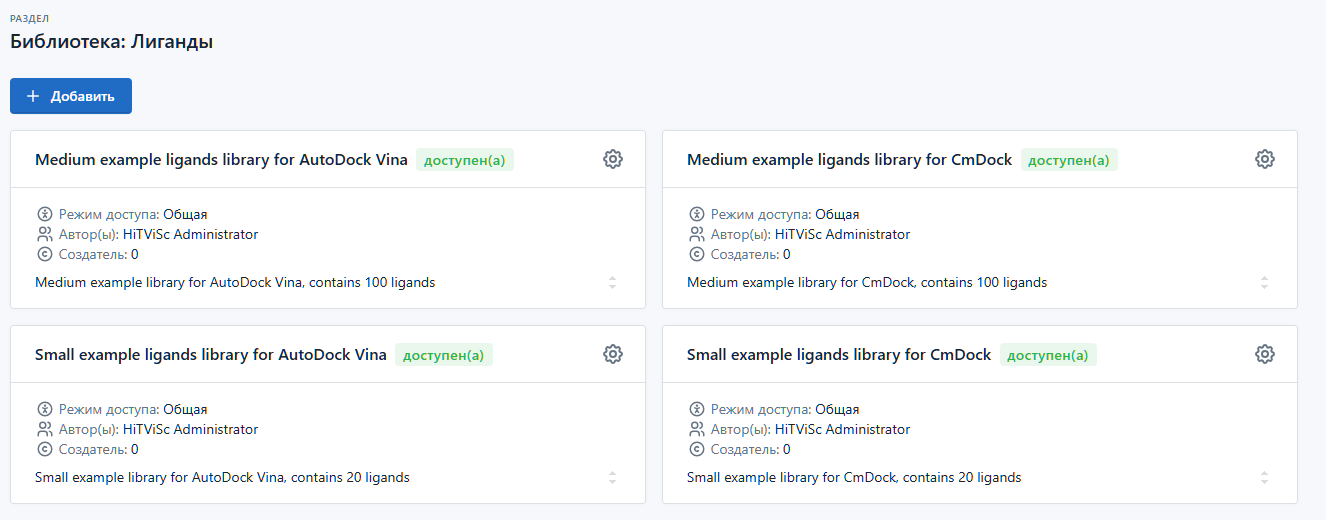 РАЗДЕЛ
Библиотека: Лиганды
Добавить
Medium example ligands library for AutoDock Vina доступен(а)
Режим доступа: Общая
Автор(ы): HiTViSc Administrator
Создатель: 0
Medium example library for AutoDock Vina, contains 100 ligands
Medium example ligands library for CmDock доступен(а)
Режим доступа: Общая
Автор(ы): HiTViSc Administrator
Создатель: 0
Medium example library for CmDock, contains 100 ligands
Small example ligands library for AutoDock Vina доступен(а)
Режим доступа: Общая
Автор(ы): HiTViSc Administrator
Создатель: 0
Small example library for AutoDock Vina, contains 20 ligands
Small example ligands library for CmDock доступен(а)
Режим доступа: Общая
Автор(ы): HiTViSc Administrator
Создатель: 0
Small example library for CmDock, contains 20 ligands